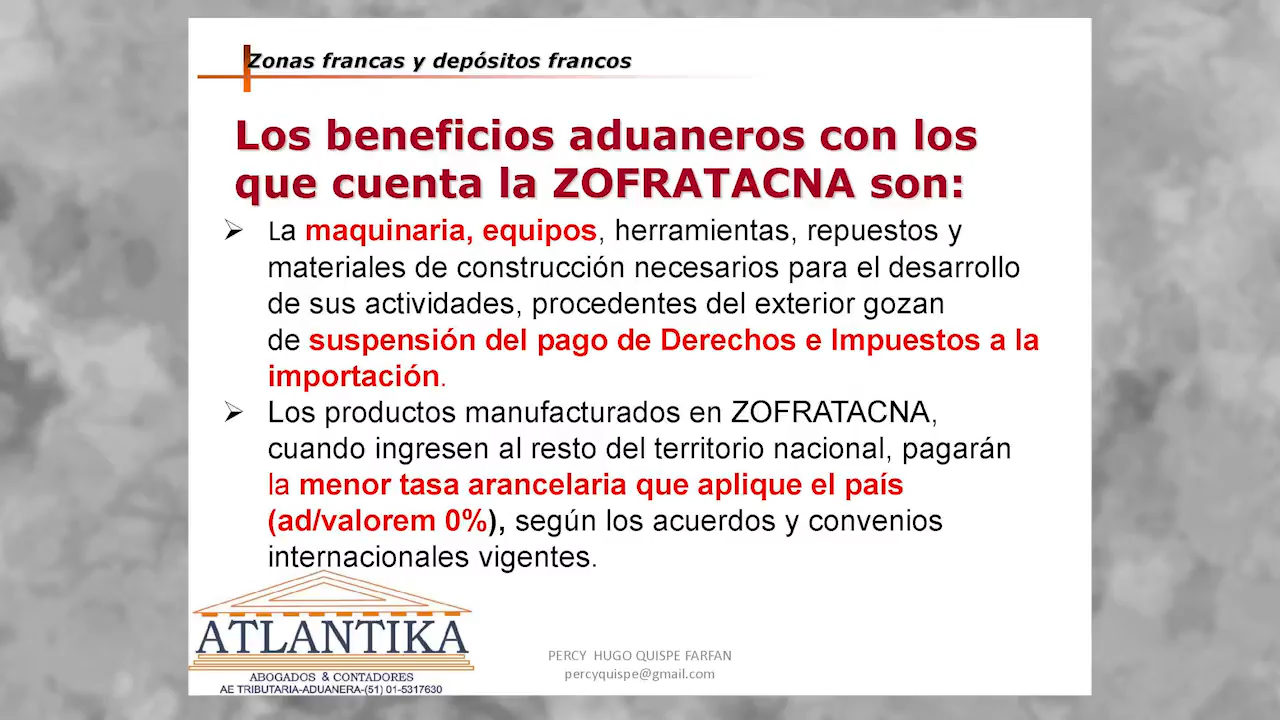 Zonas francas y depósitos francos
Los beneficios aduaneros con los
que cuenta la ZOFRATACNA son:
La maquinaria, equipos, herramientas, repuestos y
materiales de construcción necesarios para el desarrollo
de sus actividades, procedentes del exterior gozan
de suspensión del pago de Derechos e Impuestos a la
importación.
Los productos manufacturados en ZOFRATACNA,
cuando ingresen al resto del territorio nacional, pagarán
la menor tasa arancelaria que aplique el país
(ad/valorem 0%), según los acuerdos y convenios
internacionales vigentes.
ATLANTIKA
ABOGADOS & CONTADORES
AE TRIBUTARIA-ADUANERA-(51) 01-5317630
PERCY HUGO QUISPE FARFAN
percyquispe@gmail.com